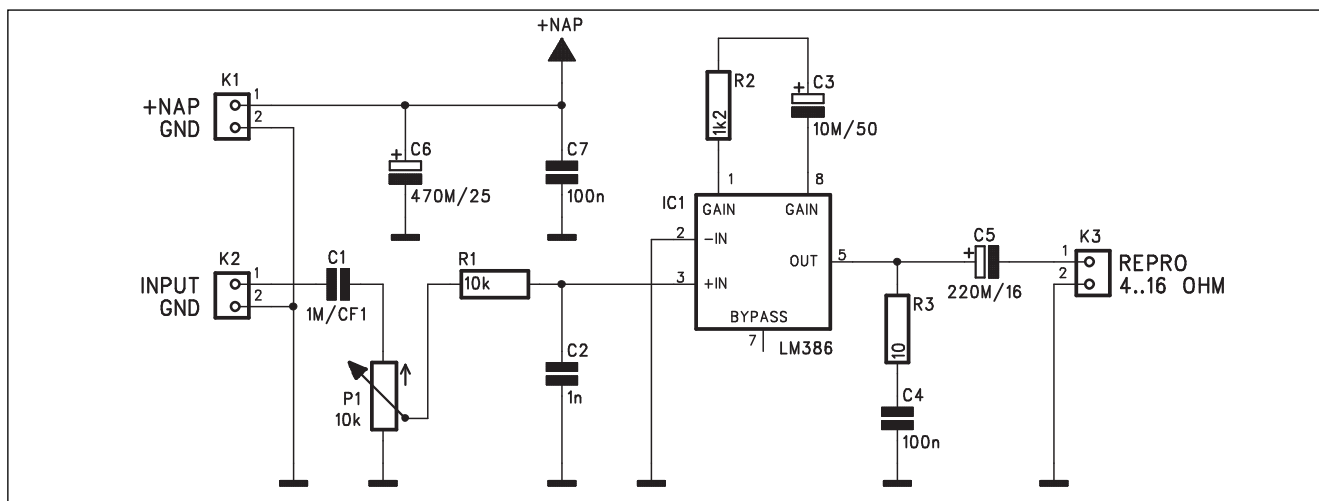 +NAP
K1
1
+NAP
2
GND
C6
+
470M/25
C7
100n
R2
1k2
C3
+
10M/50
1
8
IC1
GAIN
GAIN
2
-IN
3
+IN
OUT
5
BYPASS
7
LM386
K2
1
INPUT
2
GND
C1
1M/CF1
R1
10k
P1
10k
C2
1n
C5
+
220M/16
R3
10
C4
100n
K3
1
REPRO
2
4..16 OHM